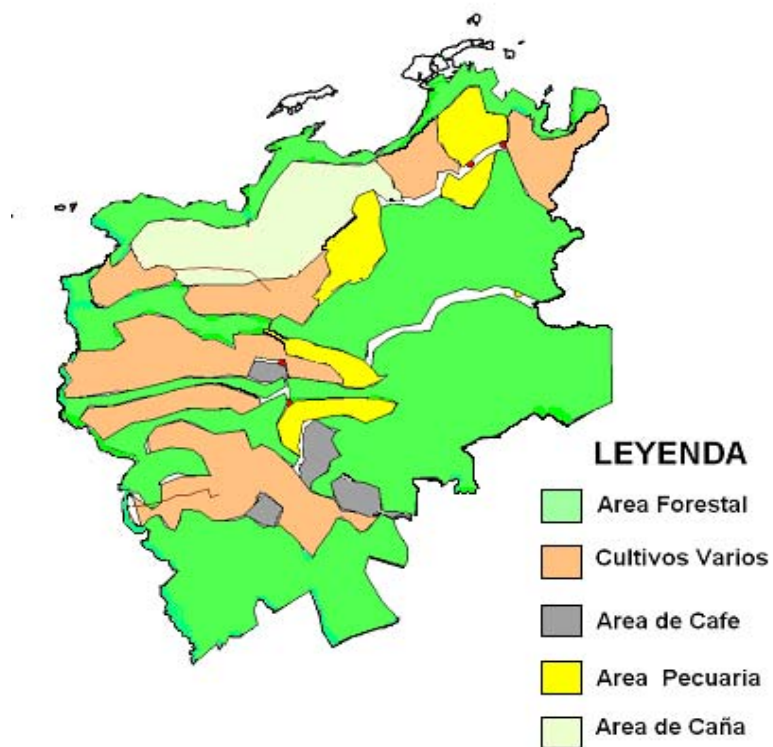 LEYENDA
Area Forestal
Cultivos Varios
Area de Cafe
Area Pecuaria
Area de Caña